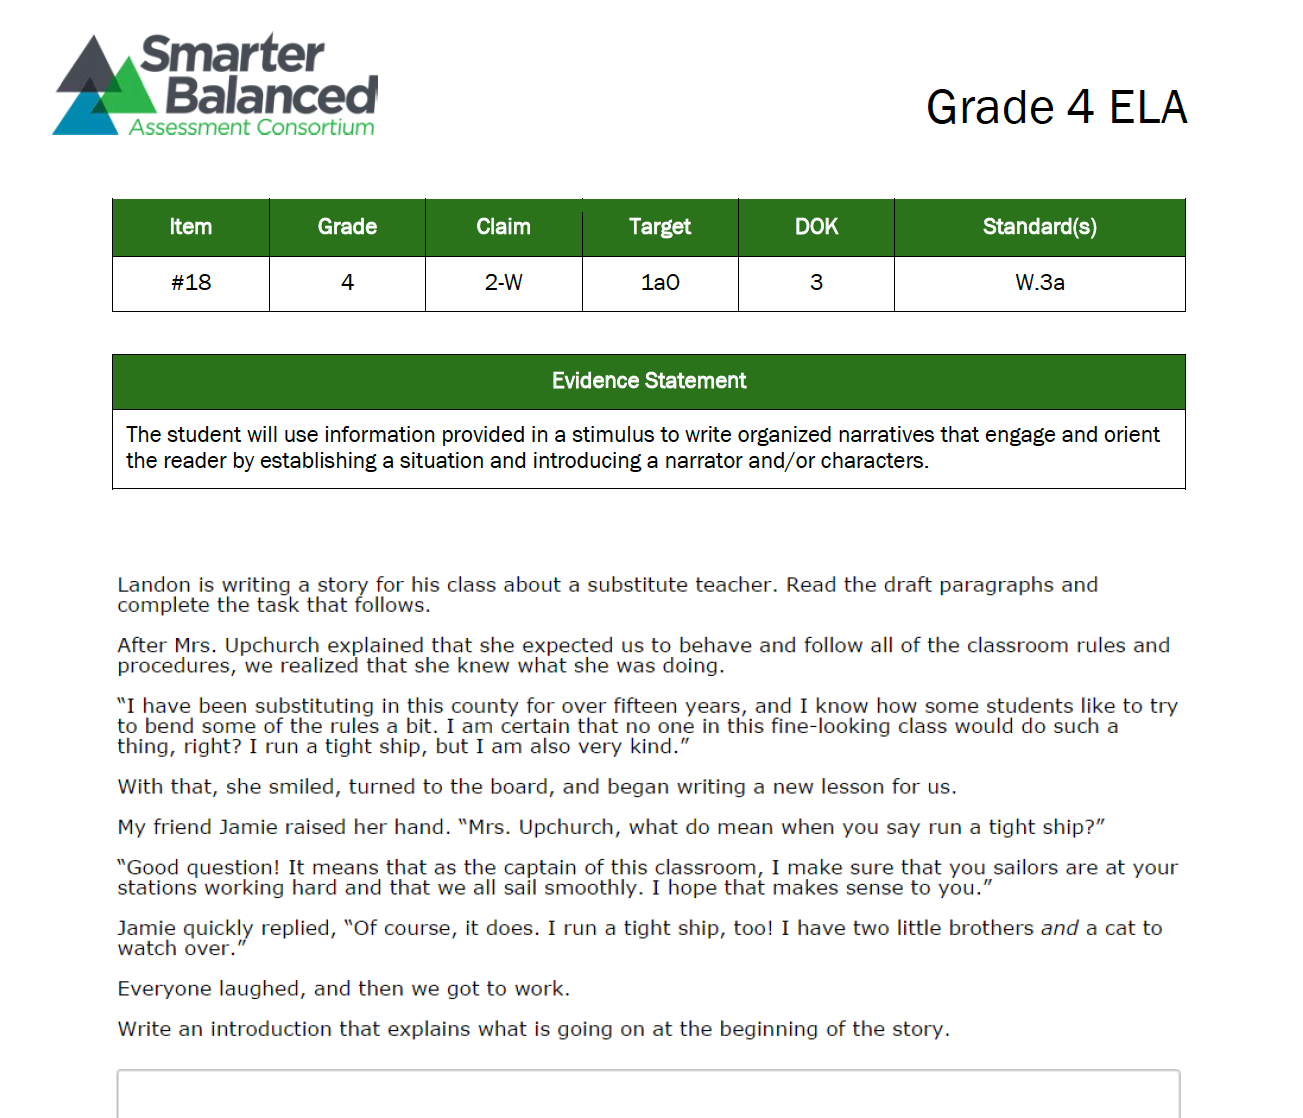 Smarter
Balanced
Assessment Consortium
Grade 4 ELA
Item Grade Claim Target DOK Standard(s)
#18 4 2-W 1aO 3 W.3a
Evidence Statement
The student will use information provided in a stimulus to write organized narratives that engage and orient
the reader by establishing a situation and introducing a narrator and/or characters.
Landon is writing a story for his class about a substitute teacher. Read the draft paragraphs and
complete the task that follows.
After Mrs. Upchurch explained that she expected us to behave and follow all of the classroom rules and
procedures, we realized that she knew what she was doing.
“I have been substituting in this county for over fifteen years, and I know how some students like to try
to bend some of the rules a bit. I am certain that no one in this fine-looking class would do such a
thing, right? I run a tight ship, but I am also very kind.”
With that, she smiled, turned to the board, and began writing a new lesson for us.
My friend Jamie raised her hand. “Mrs. Upchurch, what do mean when you say run a tight ship?”
“Good question! It means that as the captain of this classroom, I make sure that you sailors are at your
stations working hard and that we all sail smoothly. I hope that makes sense to you.”
Jamie quickly replied, “Of course, it does. I run a tight ship, too! I have two little brothers and a cat to
watch over.”
Everyone laughed, and then we got to work.
Write an introduction that explains what is going on at the beginning of the story.